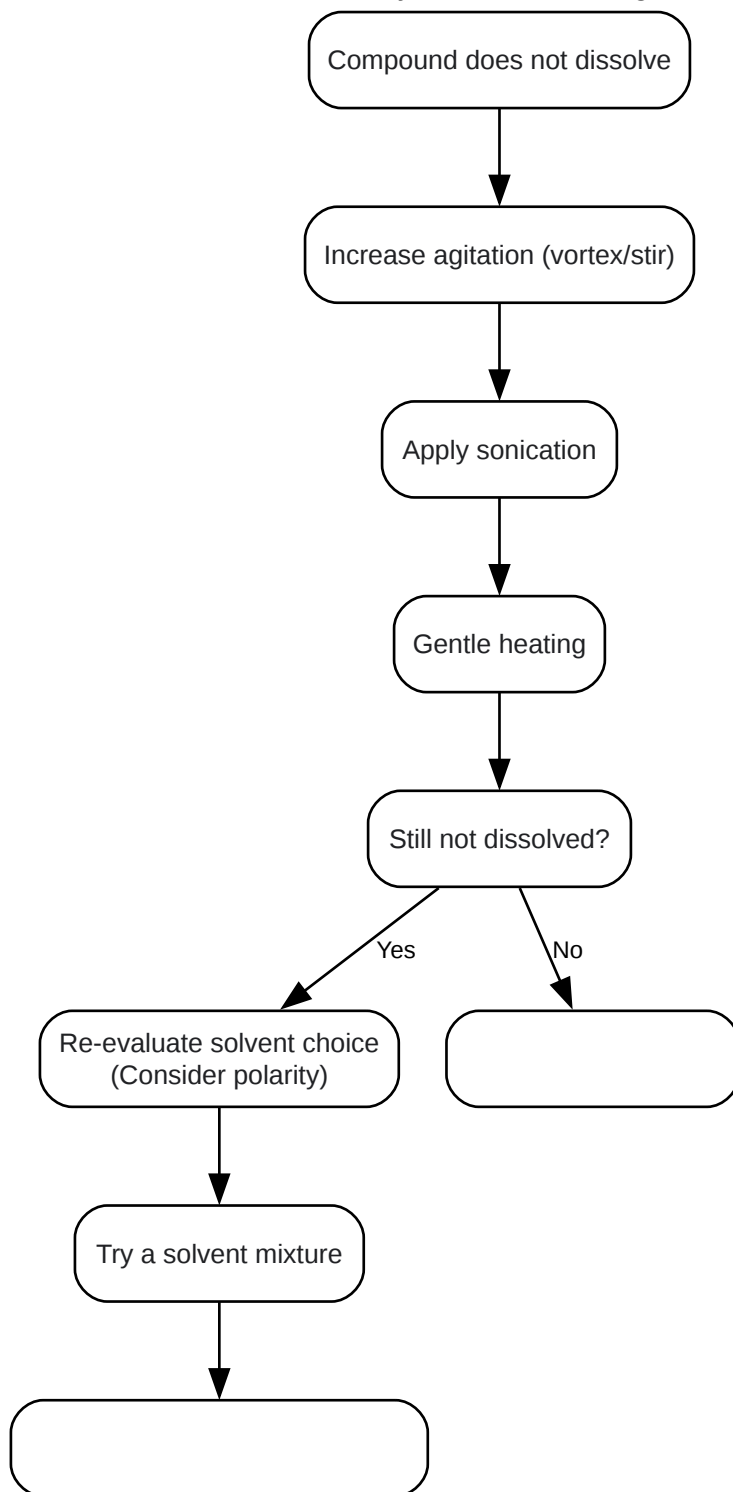 Compound does not dissolve
Increase agitation (vortex/stir)
Apply sonication
Gentle heating
Still not dissolved?
Yes
No
Re-evaluate solvent choice
(Consider polarity)
Try a solvent mixture